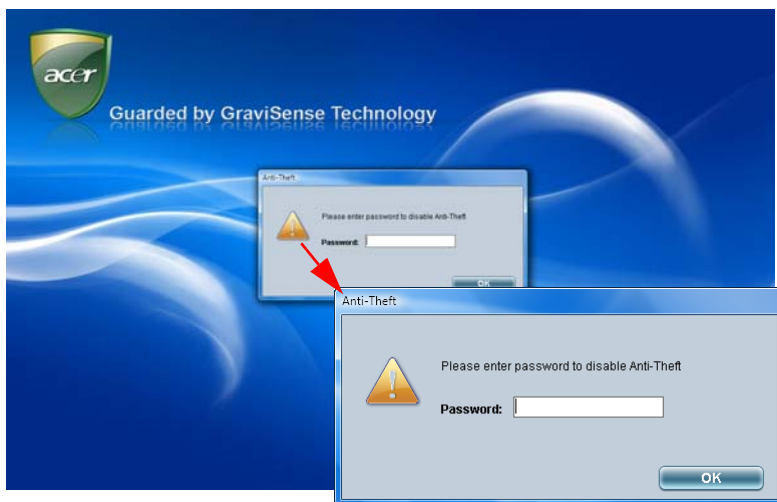 acer
Guarded by GraviSense Technology
Anti-Theft
Please enter password to disable Anti-Theft
Password:
OK
Anti-Theft
Please enter password to disable Anti-Theft
Password:
OK